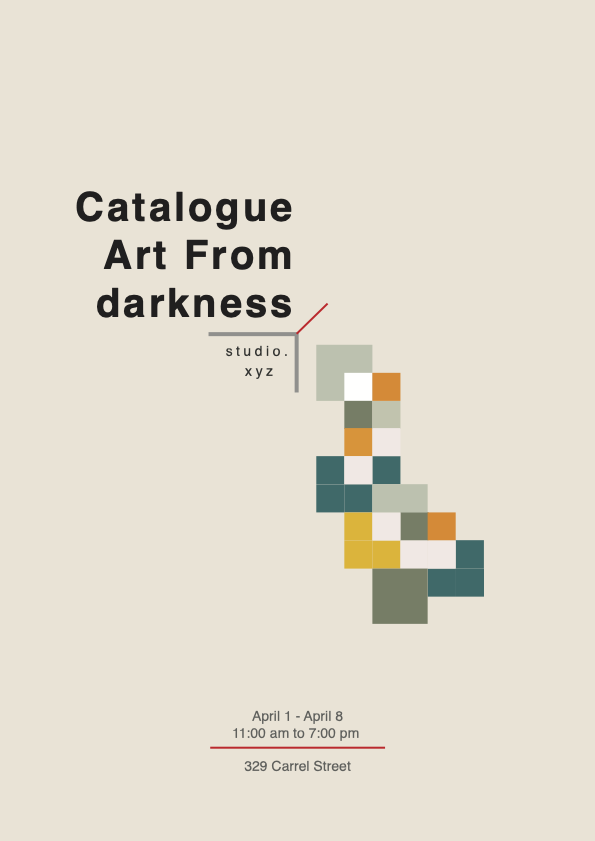 Catalogue
Art From
darkness
studio.
xyz
April 1 - April 8
11:00 am to 7:00 pm
329 Carrel Street